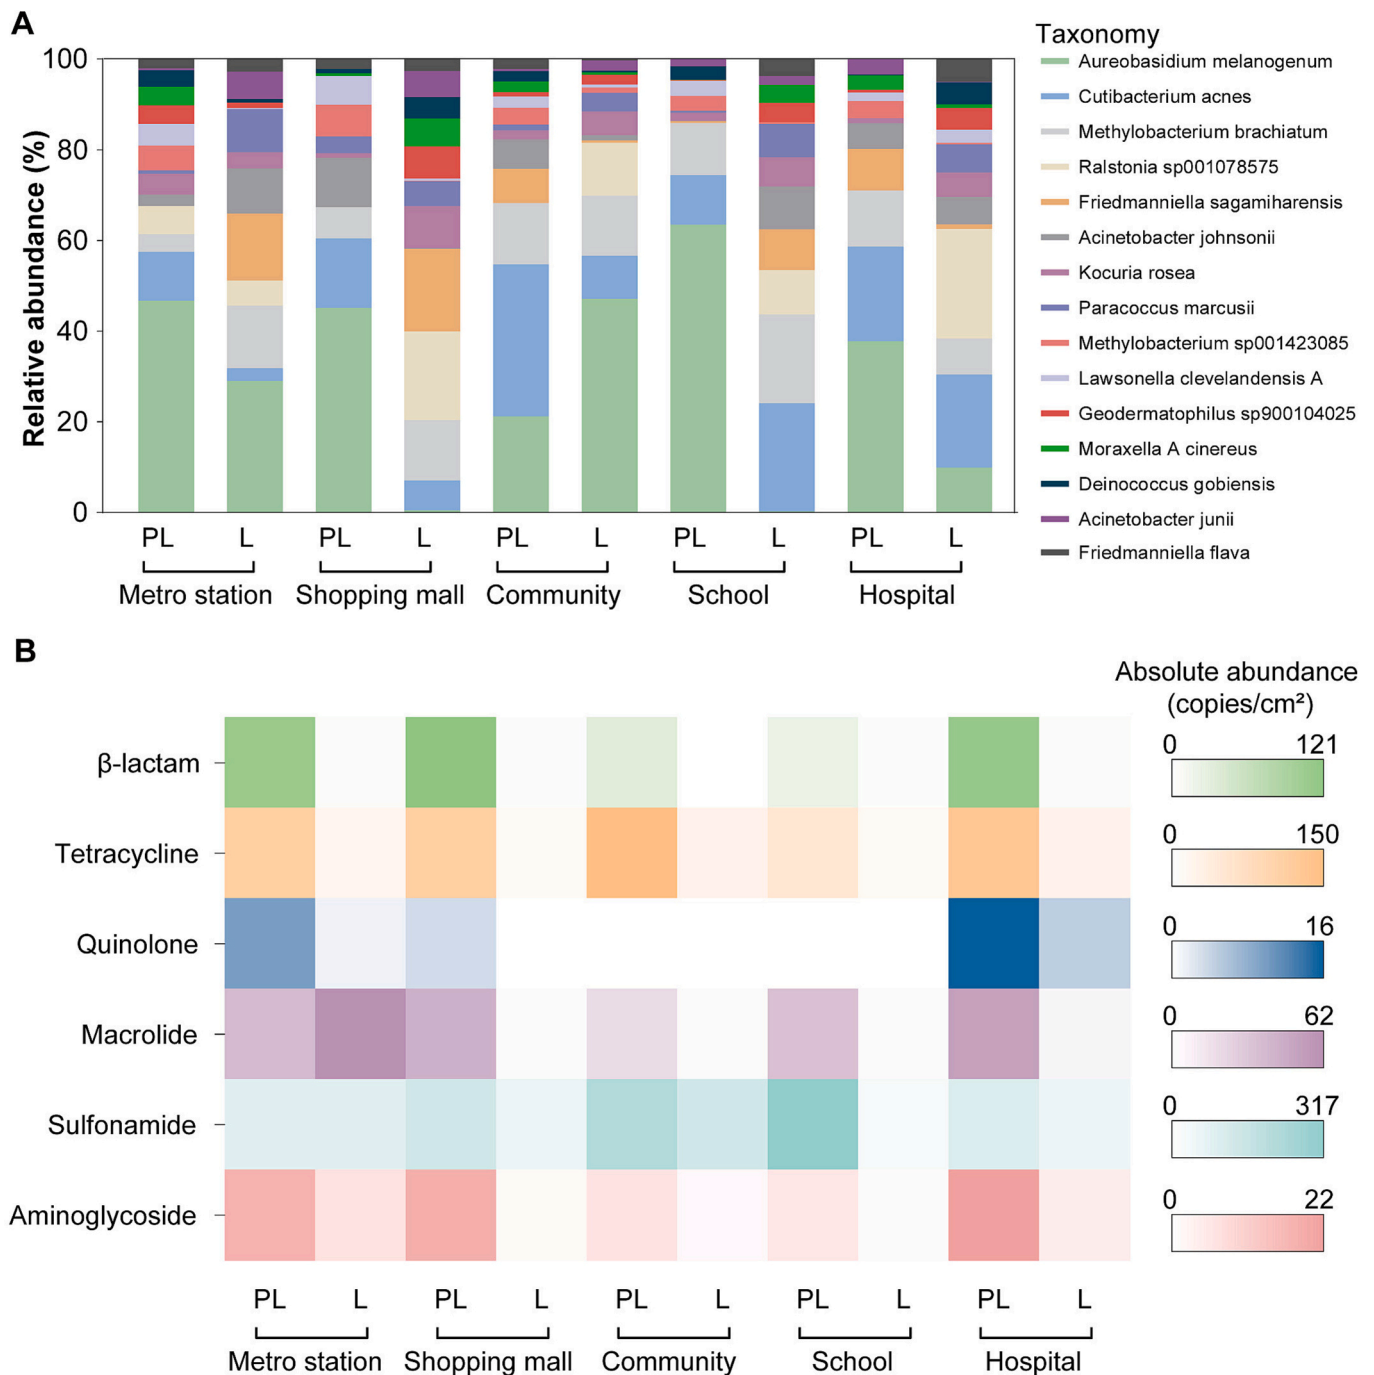 A
Relative abundance (%)
100
80
60
40
20
0
PL L PL L PL L PL L PL L
Metro station Shopping mall Community School Hospital
Taxonomy
Aureobasidium melanogenum
Cutibacterium acnes
Methylobacterium brachiatum
Ralstonia sp001078575
Friedmanniella sagamiharensis
Acinetobacter johnsonii
Kocuria rosea
Paracoccus marcusii
Methylobacterium sp001423085
Lawsonella clevelandensis A
Geodermatophilus sp900104025
Moraxella A cinereus
Deinococcus gobiensis
Acinetobacter junii
Friedmanniella flava
B
β-lactam
Tetracycline
Quinolone
Macrolide
Sulfonamide
Aminoglycoside
PL L PL L PL L PL L PL L
Metro station Shopping mall Community School Hospital
Absolute abundance
(copies/cm²)
0 121
0 150
0 16
0 62
0 317
0 22